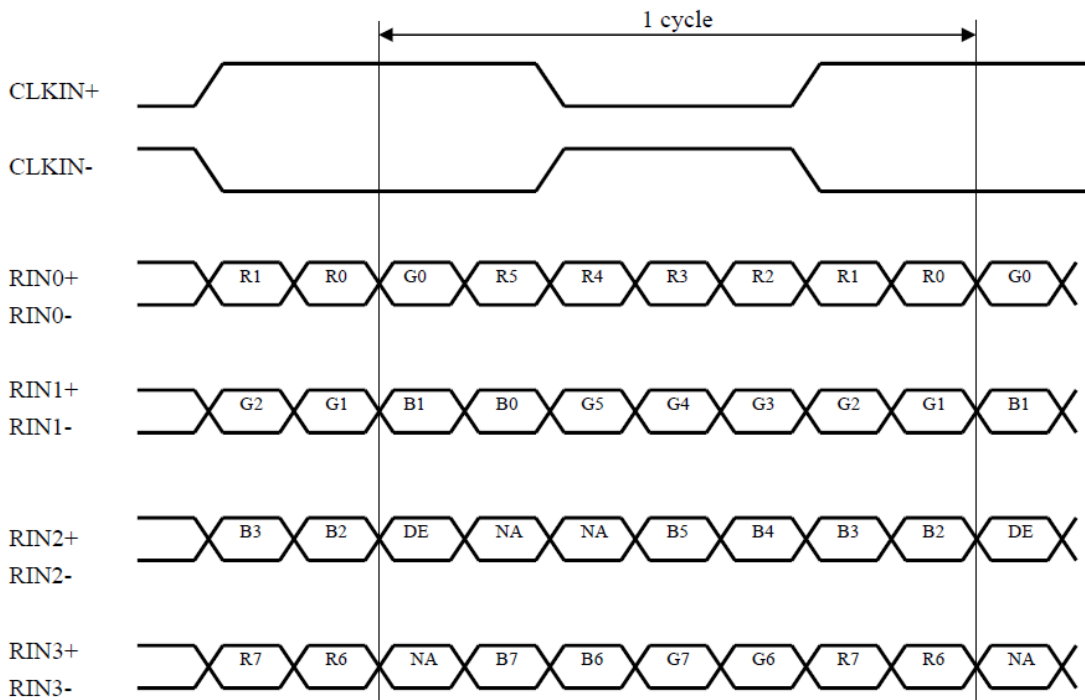 1 cycle
CLKIN+
CLKIN-
RIN0+ R1 R0 G0 R5 R4 R3 R2 R1 R0 G0
RIN0-
RIN1+
G2 G1 B1 B0 G5 G4 G3 G2 G1 B1
RIN1-
RIN2+ B3 B2 DE NA NA B5 B4 B3 B2 DE
RIN2-
RIN3+ R7 R6 NA B7 B6 G7 G6 R7 R6 NA
RIN3-